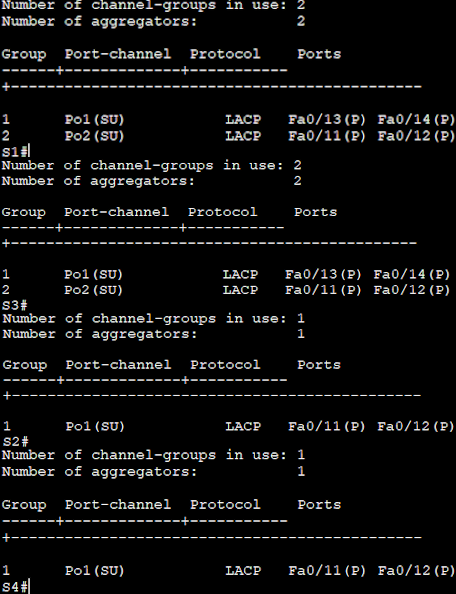 Number of channel-groups in use: 2
Number of aggregators:           2
Group  Port-channel  Protocol    Ports
------+-------------+-----------
+---------------------------------------------
1      Po1(SU)          LACP   Fa0/13(P) Fa0/14(P)
2      Po2(SU)          LACP   Fa0/11(P) Fa0/12(P)
S1#
Number of channel-groups in use: 2
Number of aggregators:           2
Group  Port-channel  Protocol    Ports
------+-------------+-----------
+---------------------------------------------
1      Po1(SU)          LACP   Fa0/13(P) Fa0/14(P)
2      Po2(SU)          LACP   Fa0/11(P) Fa0/12(P)
S3#
Number of channel-groups in use: 1
Number of aggregators:           1
Group  Port-channel  Protocol    Ports
------+-------------+-----------
+---------------------------------------------
1      Po1(SU)          LACP   Fa0/11(P) Fa0/12(P)
S2#
Number of channel-groups in use: 1
Number of aggregators:           1
Group  Port-channel  Protocol    Ports
------+-------------+-----------
+---------------------------------------------
1      Po1(SU)          LACP   Fa0/11(P) Fa0/12(P)
S4#